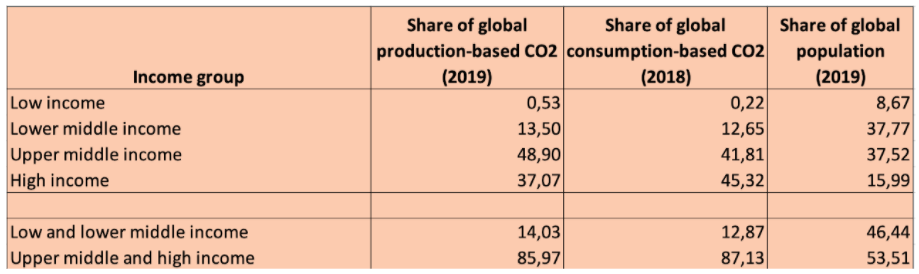 Income group Share of global production-based CO2 (2019) Share of global consumption-based CO2 (2018) Share of global population (2019)
Low income 0,53 0,22 8,67
Lower middle income 13,50 12,65 37,77
Upper middle income 48,90 41,81 37,52
High income 37,07 45,32 15,99
Low and lower middle income 14,03 12,87 46,44
Upper middle and high income 85,97 87,13 53,51